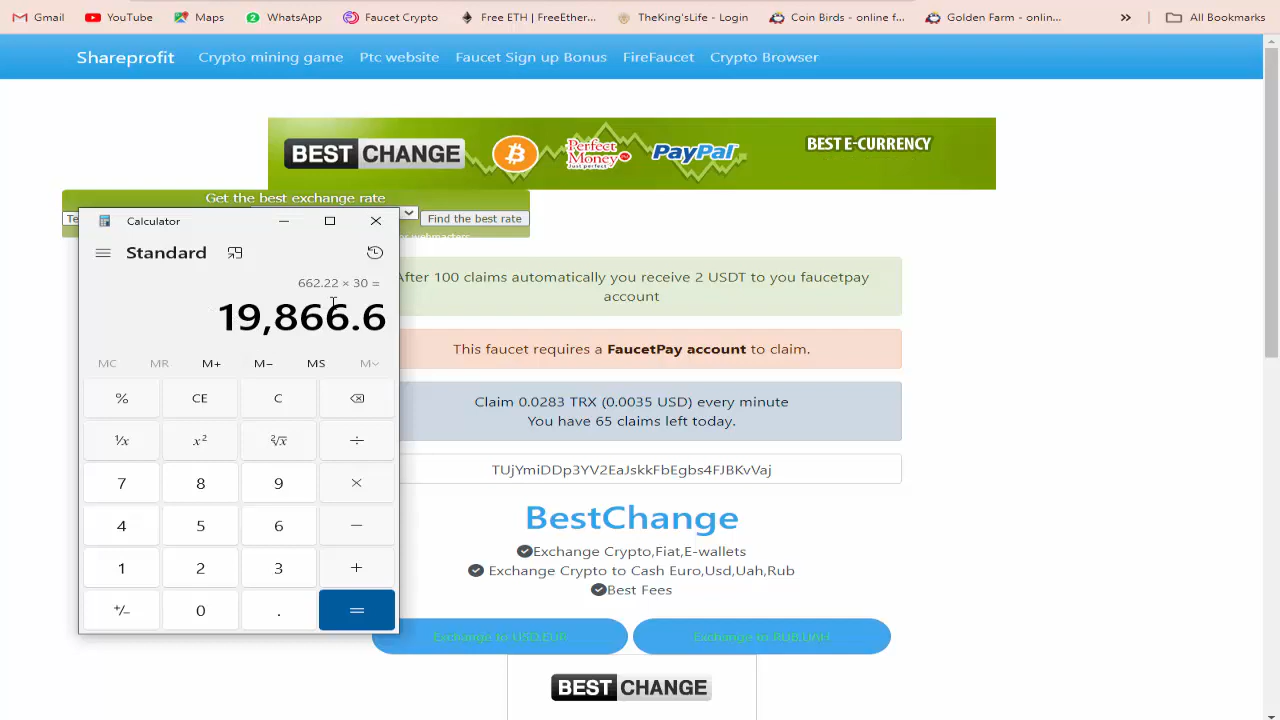 Gmail YouTube Maps WhatsApp Faucet Crypto Free ETH | FreeEther... TheKing'sLife - Login Coin Birds - online f... Golden Farm - onlin... » All Bookmarks
Shareprofit Crypto mining game Ptc website Faucet Sign up Bonus FireFaucet Crypto Browser
BEST CHANGE Perfect Money Just perfect PayPal BEST E-CURRENCY
Get the best exchange rate
Te Find the best rate
webmasters
Calculator
Standard
662.22 × 30 =
19,866.6
MC MR M+ M− MS M˅
% CE C
¹/x x² ²√x ÷
7 8 9 ×
4 5 6 −
1 2 3 +
+/− 0 . =
After 100 claims automatically you receive 2 USDT to you faucetpay
account
This faucet requires a FaucetPay account to claim.
Claim 0.0283 TRX (0.0035 USD) every minute
You have 65 claims left today.
TUjYmiDDp3YV2EaJskkFbEgbs4FJBKvVaj
BestChange
Exchange Crypto,Fiat,E-wallets
Exchange Crypto to Cash Euro,Usd,Uah,Rub
Best Fees
Exchange to USD,EUR Exchange to RUB,UAH
BEST CHANGE